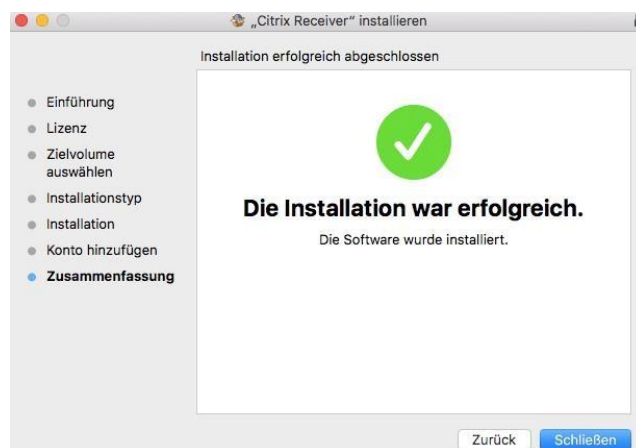 „Citrix Receiver“ installieren
Installation erfolgreich abgeschlossen
Einführung
Lizenz
Zielvolume
auswählen
Installationstyp
Installation
Konto hinzufügen
Zusammenfassung
Die Installation war erfolgreich.
Die Software wurde installiert.
Zurück
Schließen